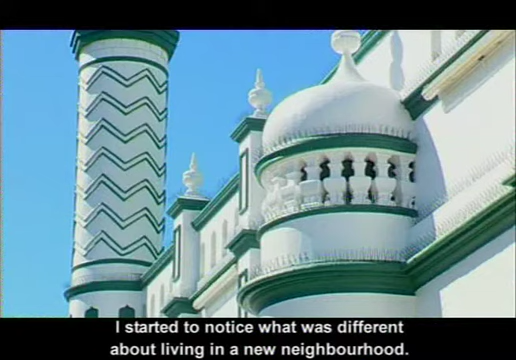 I started to notice what was different
about living in a new neighbourhood.